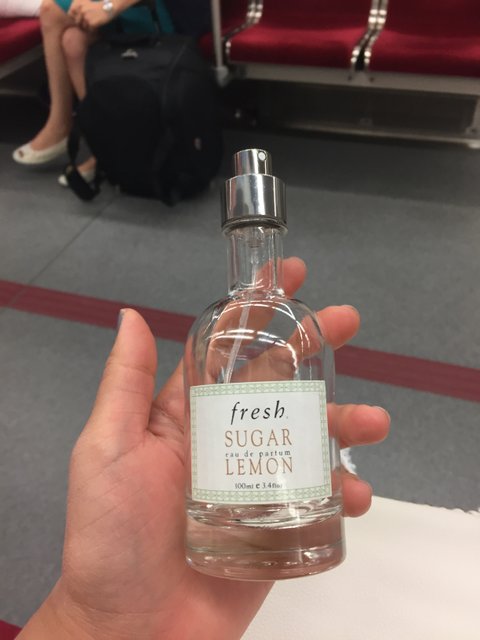 fresh
SUGAR
eau de parfum
LEMON
100ml e 3.4fl oz